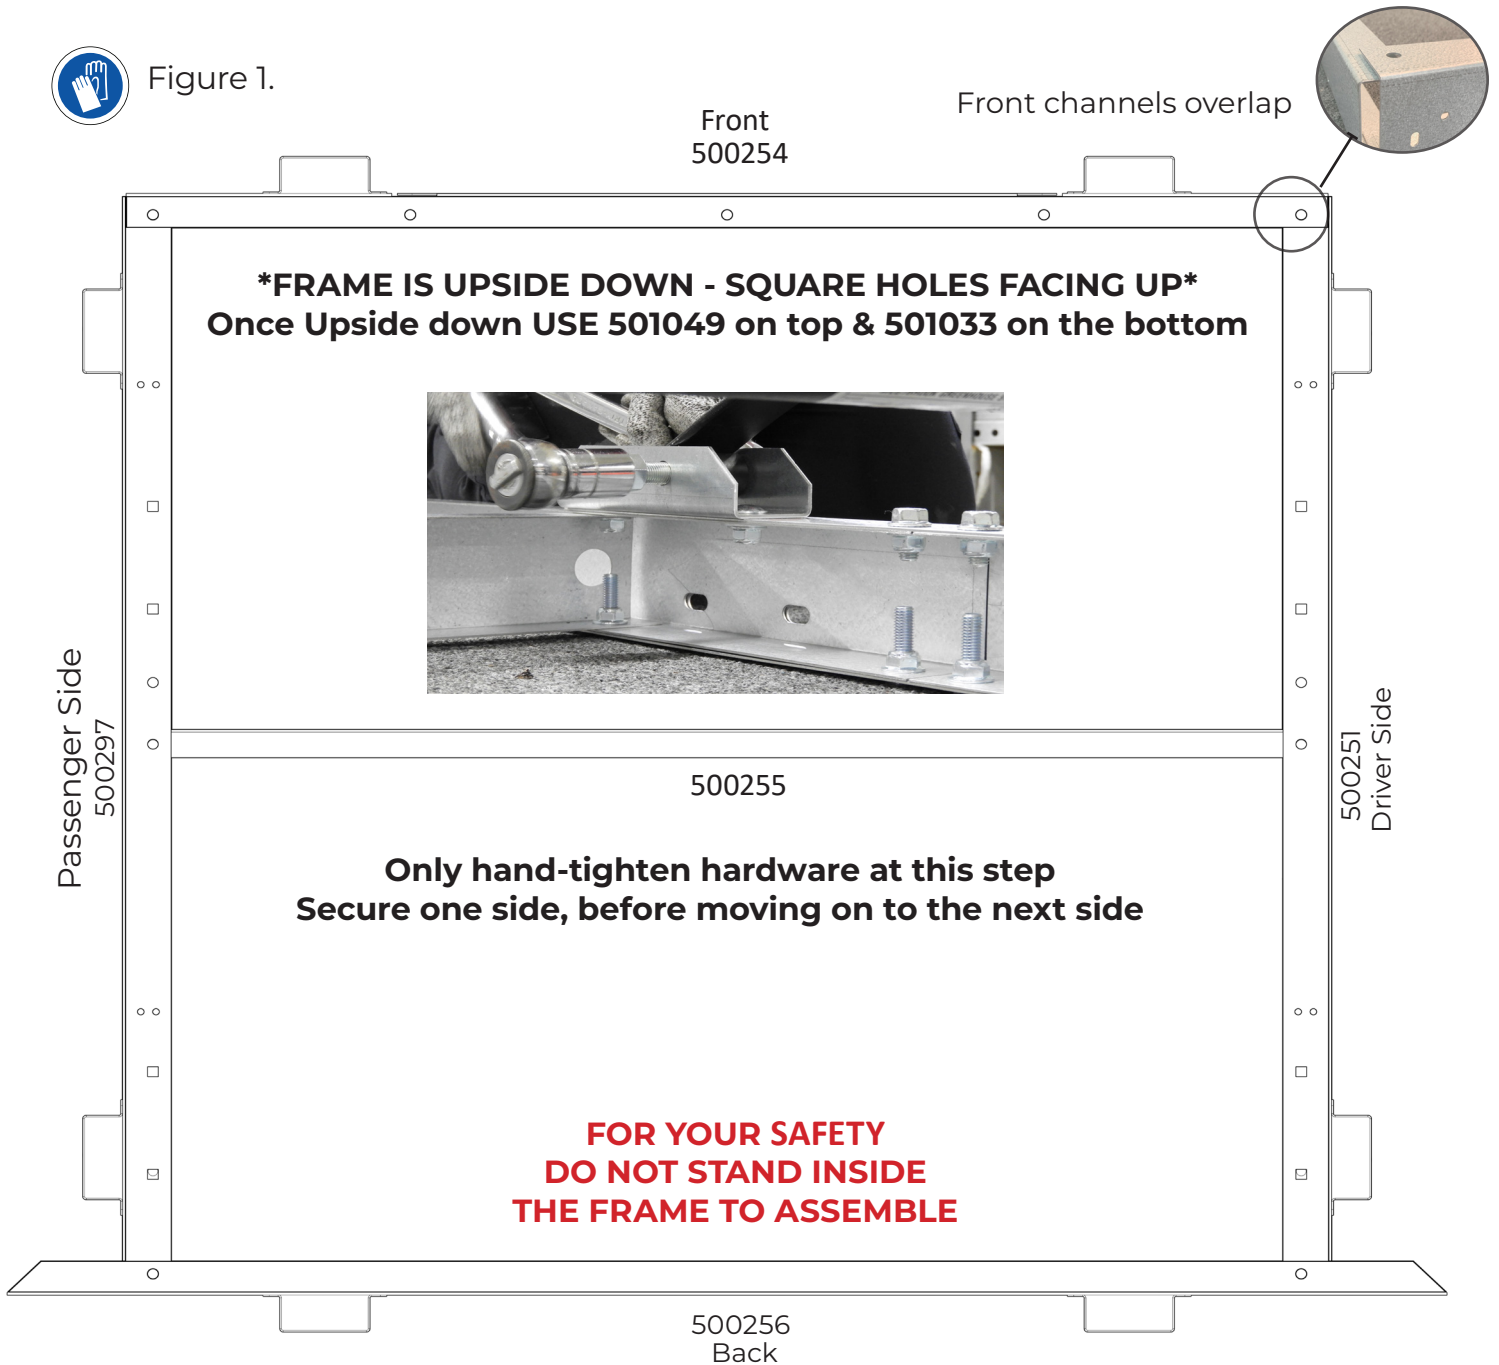 Figure 1.
Front channels overlap
Front
500254
*FRAME IS UPSIDE DOWN - SQUARE HOLES FACING UP*
Once Upside down USE 501049 on top & 501033 on the bottom
Passenger Side
500297
500251
Driver Side
500255
Only hand-tighten hardware at this step
Secure one side, before moving on to the next side
FOR YOUR SAFETY
DO NOT STAND INSIDE
THE FRAME TO ASSEMBLE
500256
Back